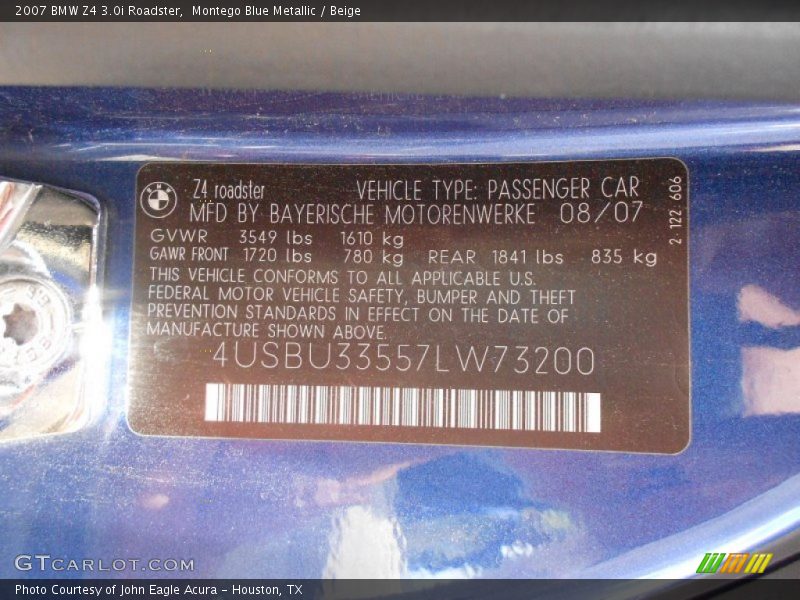 2007 BMW Z4 3.0i Roadster,  Montego Blue Metallic / Beige
Z4 roadster VEHICLE TYPE: PASSENGER CAR
MFD BY BAYERISCHE MOTORENWERKE 08/07
2 122 606
GVWR 3549 lbs 1610 kg
GAWR FRONT 1720 lbs 780 kg REAR 1841 lbs 835 kg
THIS VEHICLE CONFORMS TO ALL APPLICABLE U.S.
FEDERAL MOTOR VEHICLE SAFETY, BUMPER AND THEFT
PREVENTION STANDARDS IN EFFECT ON THE DATE OF
MANUFACTURE SHOWN ABOVE.
4USBU33557LW73200
GTCARLOT.COM
Photo Courtesy of John Eagle Acura - Houston, TX